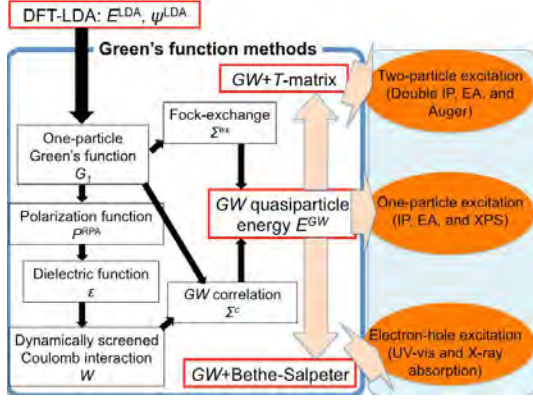 DFT-LDA: E^LDA, ψ^LDA
Green's function methods
GW+T-matrix
Two-particle excitation
(Double IP, EA, and
Auger)
Fock-exchange
Σ^ex
One-particle
Green's function
G₁
GW quasiparticle
energy E^GW
One-particle excitation
(IP, EA, and XPS)
Polarization function
P^RPA
Dielectric function
ε
GW correlation
Σ^c
Dynamically screened
Coulomb interaction
W
GW+Bethe-Salpeter
Electron-hole excitation
(UV-vis and X-ray
absorption)